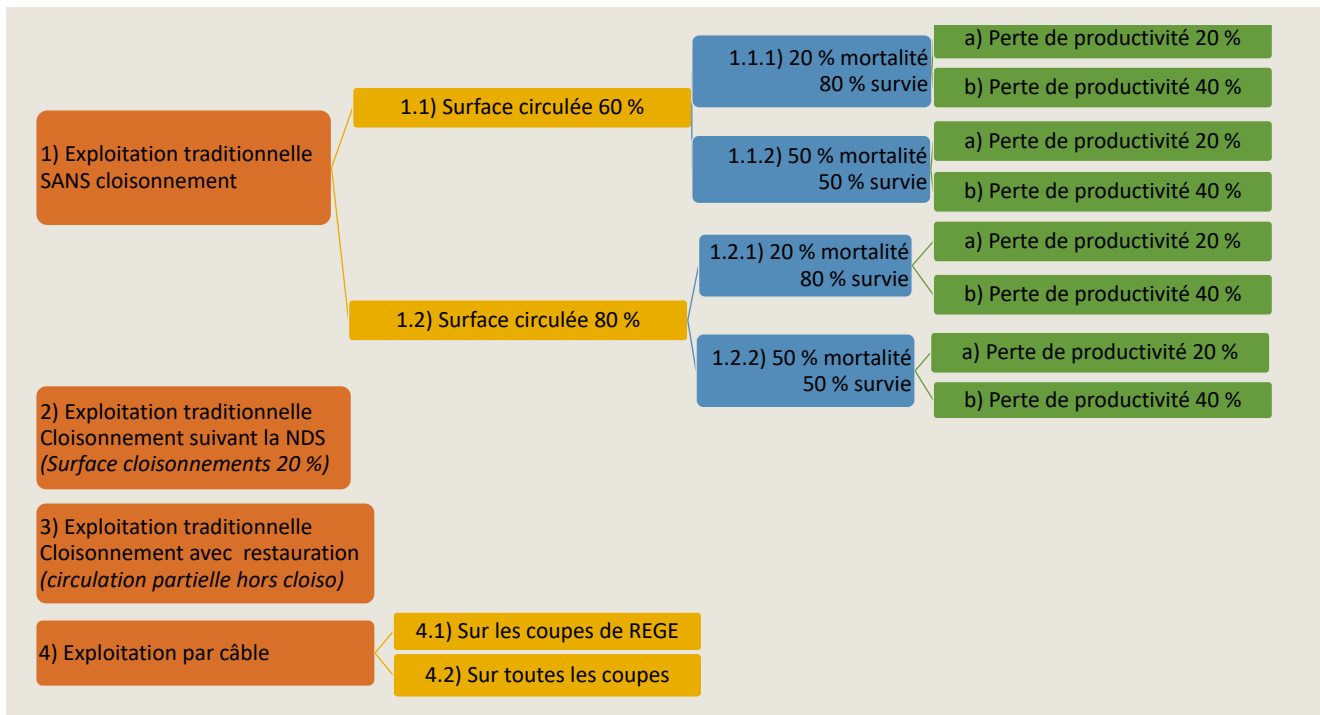 1) Exploitation traditionnelle
SANS cloisonnement
1.1) Surface circulée 60 %
1.1.1) 20 % mortalité
80 % survie
a) Perte de productivité 20 %
b) Perte de productivité 40 %
1.1.2) 50 % mortalité
50 % survie
a) Perte de productivité 20 %
b) Perte de productivité 40 %
1.2) Surface circulée 80 %
1.2.1) 20 % mortalité
80 % survie
a) Perte de productivité 20 %
b) Perte de productivité 40 %
1.2.2) 50 % mortalité
50 % survie
a) Perte de productivité 20 %
b) Perte de productivité 40 %
2) Exploitation traditionnelle
Cloisonnement suivant la NDS
(Surface cloisonnements 20 %)
3) Exploitation traditionnelle
Cloisonnement avec restauration
(circulation partielle hors cloiso)
4) Exploitation par câble
4.1) Sur les coupes de REGE
4.2) Sur toutes les coupes